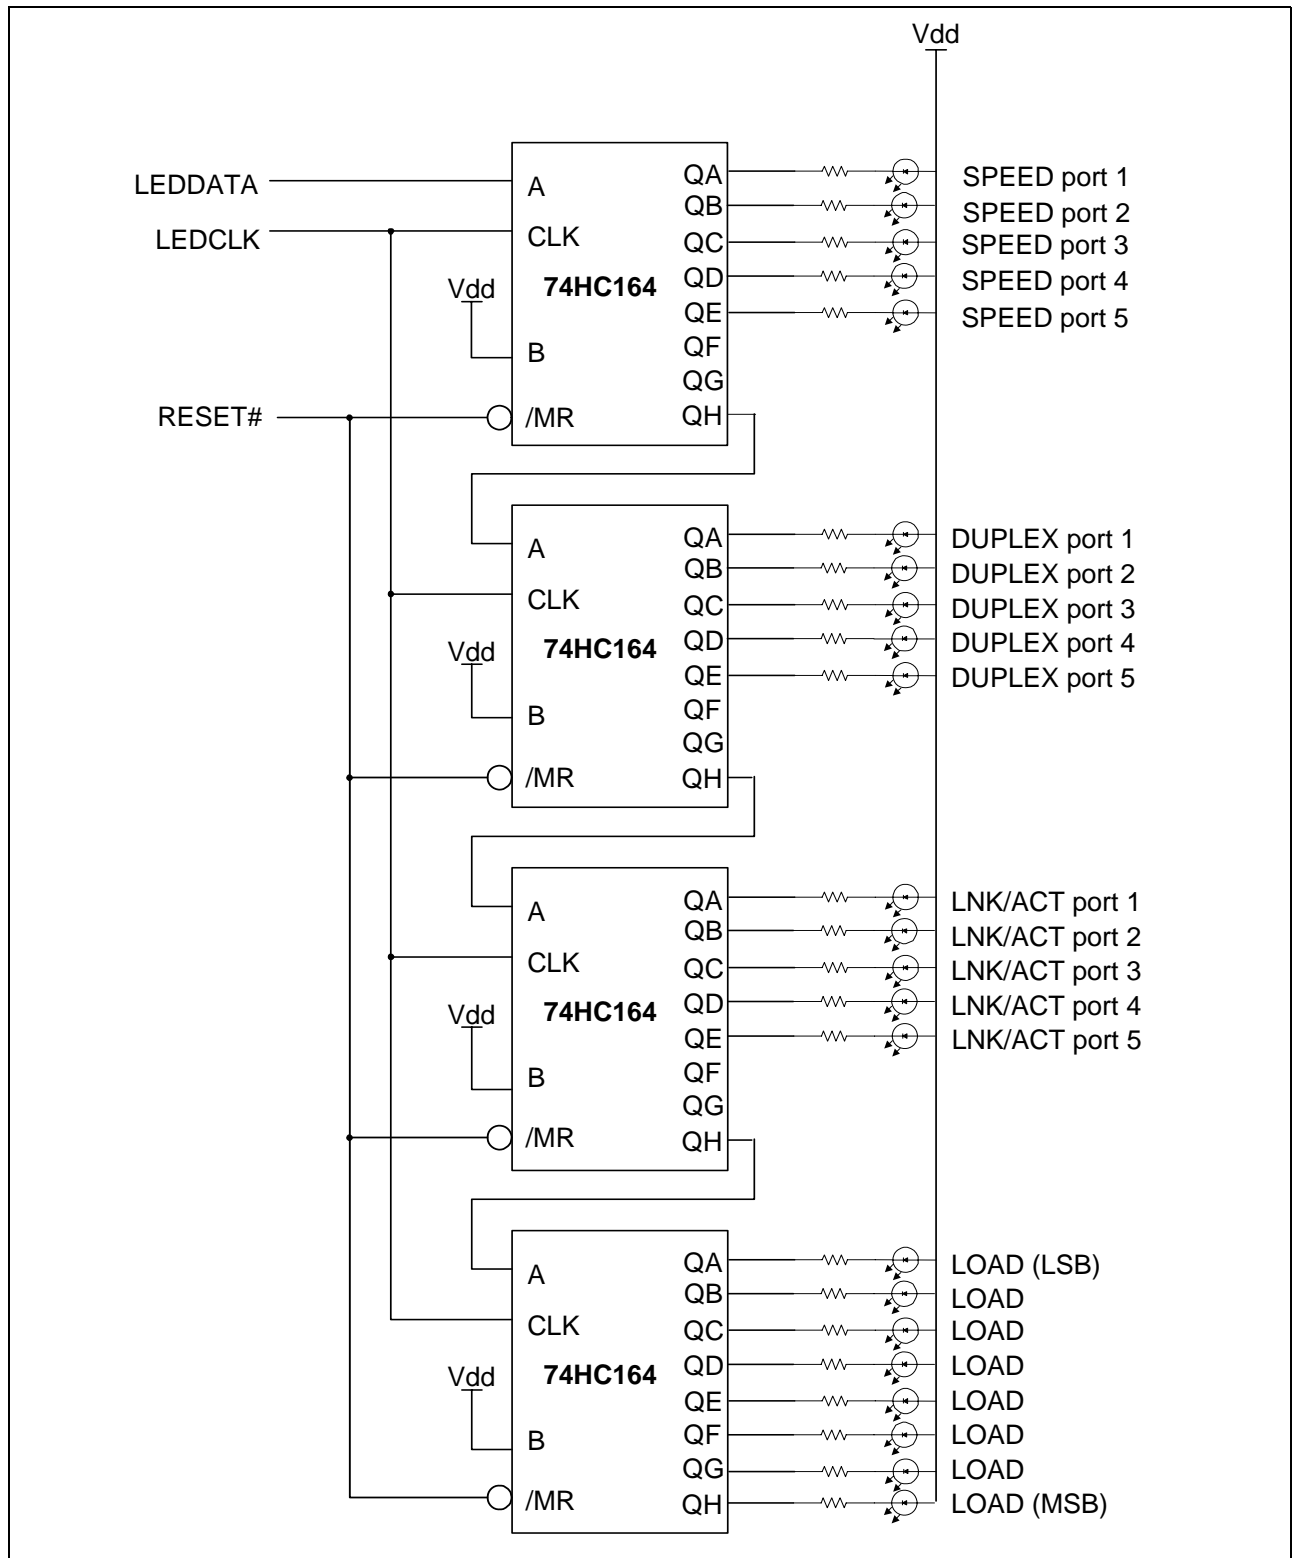 Vdd
LEDDATA
A
QA
SPEED port 1
QB
SPEED port 2
LEDCLK
CLK
QC
SPEED port 3
Vdd
74HC164
QD
SPEED port 4
QE
SPEED port 5
B
QF
QG
RESET#
/MR
QH
A
QA
DUPLEX port 1
QB
DUPLEX port 2
CLK
QC
DUPLEX port 3
Vdd
74HC164
QD
DUPLEX port 4
QE
DUPLEX port 5
B
QF
QG
/MR
QH
A
QA
LNK/ACT port 1
QB
LNK/ACT port 2
CLK
QC
LNK/ACT port 3
Vdd
74HC164
QD
LNK/ACT port 4
QE
LNK/ACT port 5
B
QF
QG
/MR
QH
A
QA
LOAD (LSB)
QB
LOAD
CLK
QC
LOAD
Vdd
74HC164
QD
LOAD
QE
LOAD
B
QF
LOAD
QG
LOAD
/MR
QH
LOAD (MSB)